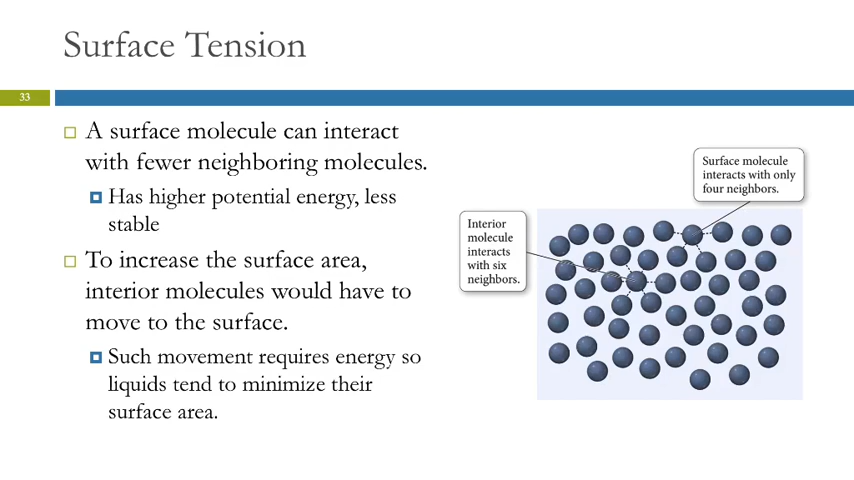 Surface Tension
33
A surface molecule can interact
with fewer neighboring molecules.
Has higher potential energy, less
stable
To increase the surface area,
interior molecules would have to
move to the surface.
Such movement requires energy so
liquids tend to minimize their
surface area.
Surface molecule
interacts with only
four neighbors.
Interior
molecule
interacts
with six
neighbors.